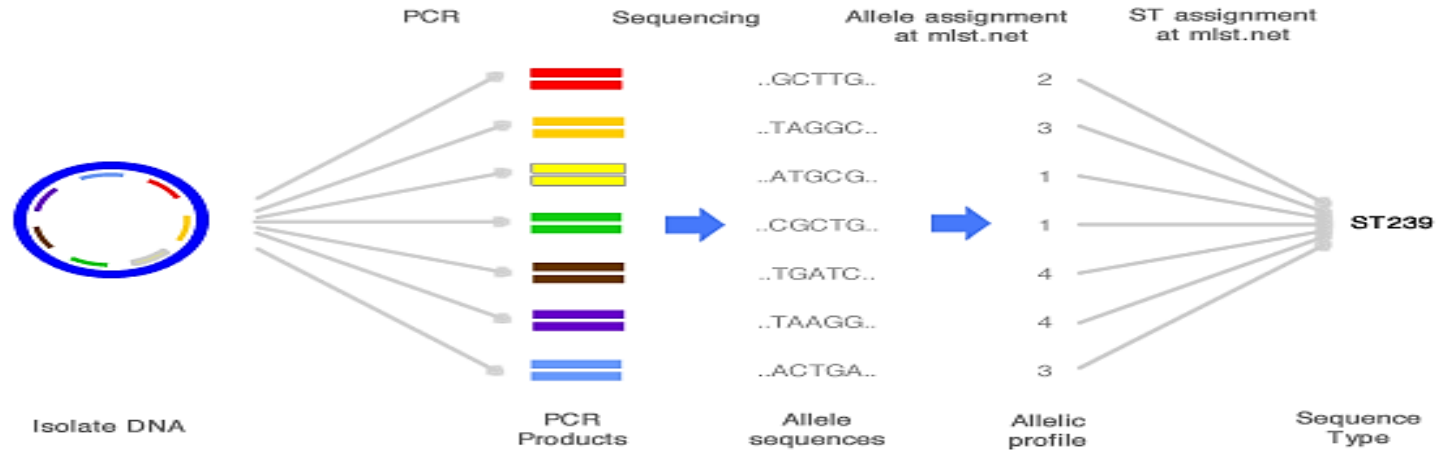 PCR
Sequencing
Allele assignment
at mlst.net
ST assignment
at mlst.net
..GCTTG..
2
..TAGGC..
3
..ATGCG..
1
..CGCTG..
1
ST239
..TGATC..
4
..TAAGG..
4
..ACTGA..
3
Isolate DNA
PCR
Products
Allele
sequences
Allelic
profile
Sequence
Type